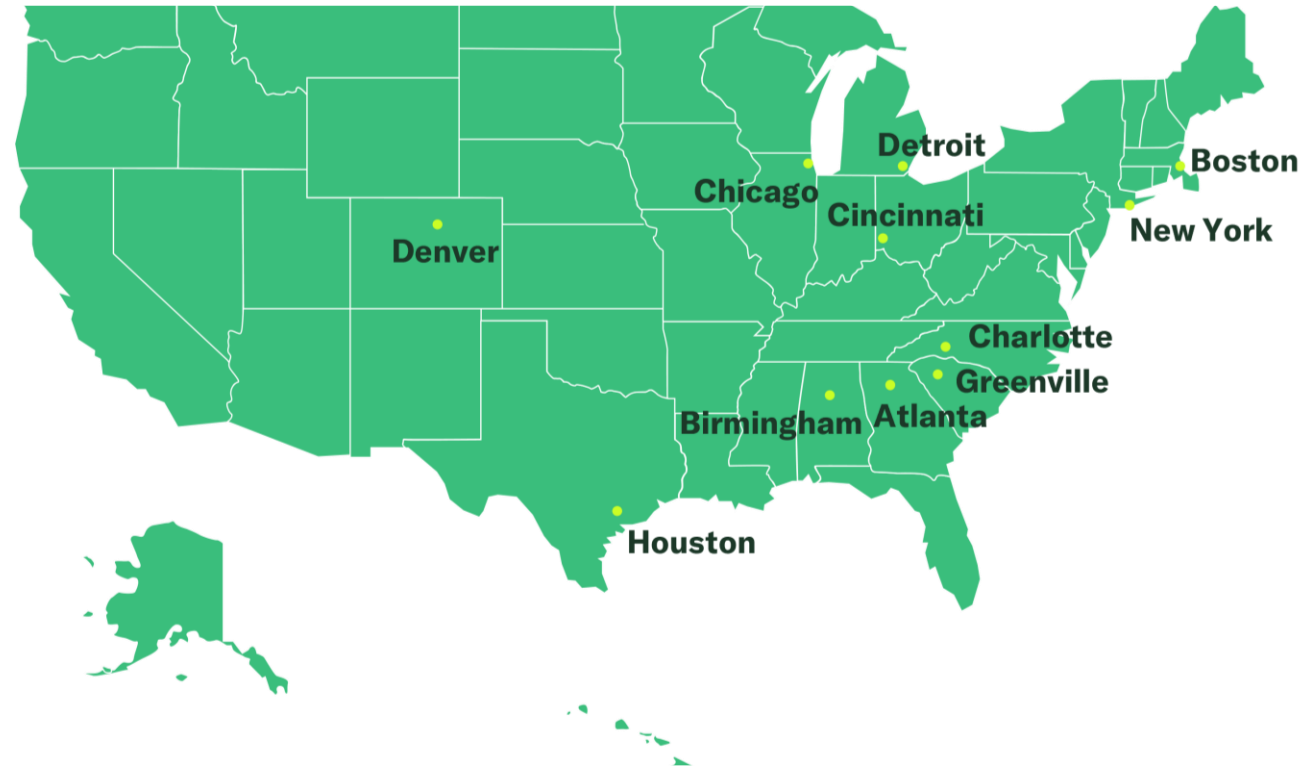 Detroit
Boston
Chicago
Cincinnati
New York
Denver
Charlotte
Greenville
Birmingham
Atlanta
Houston